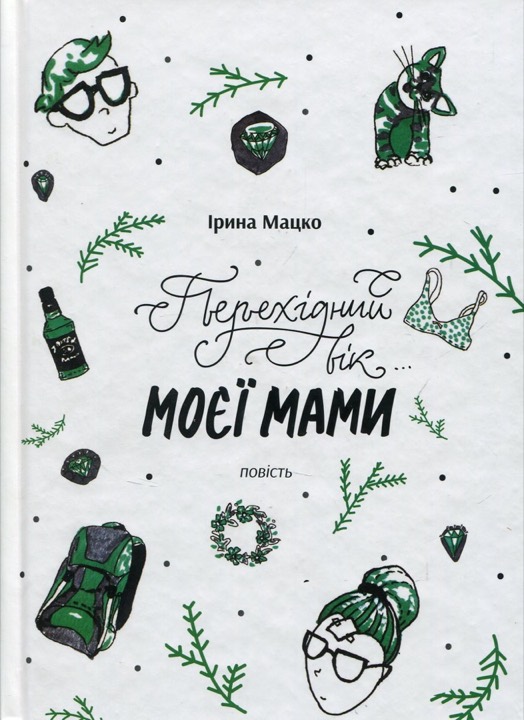 Ірина Мацко
Перехідний
вік...
МОЄЇ МАМИ
повість